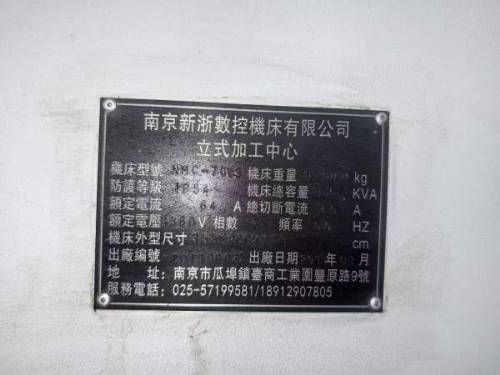 南京新浙數控機床有限公司
立式加工中心
機床型號 機床重量 kg
防護等級 IP54 機床總容量 KVA
額定電流 64 A 總切斷電流 A
額定電壓 380 V 相數 頻率 HZ
機床外型尺寸 cm
出廠編號 出廠日期 年 月
地 址: 南京市瓜埠鎮臺商工業園豐原路9號
服務電話: 025-57199581/18912907805